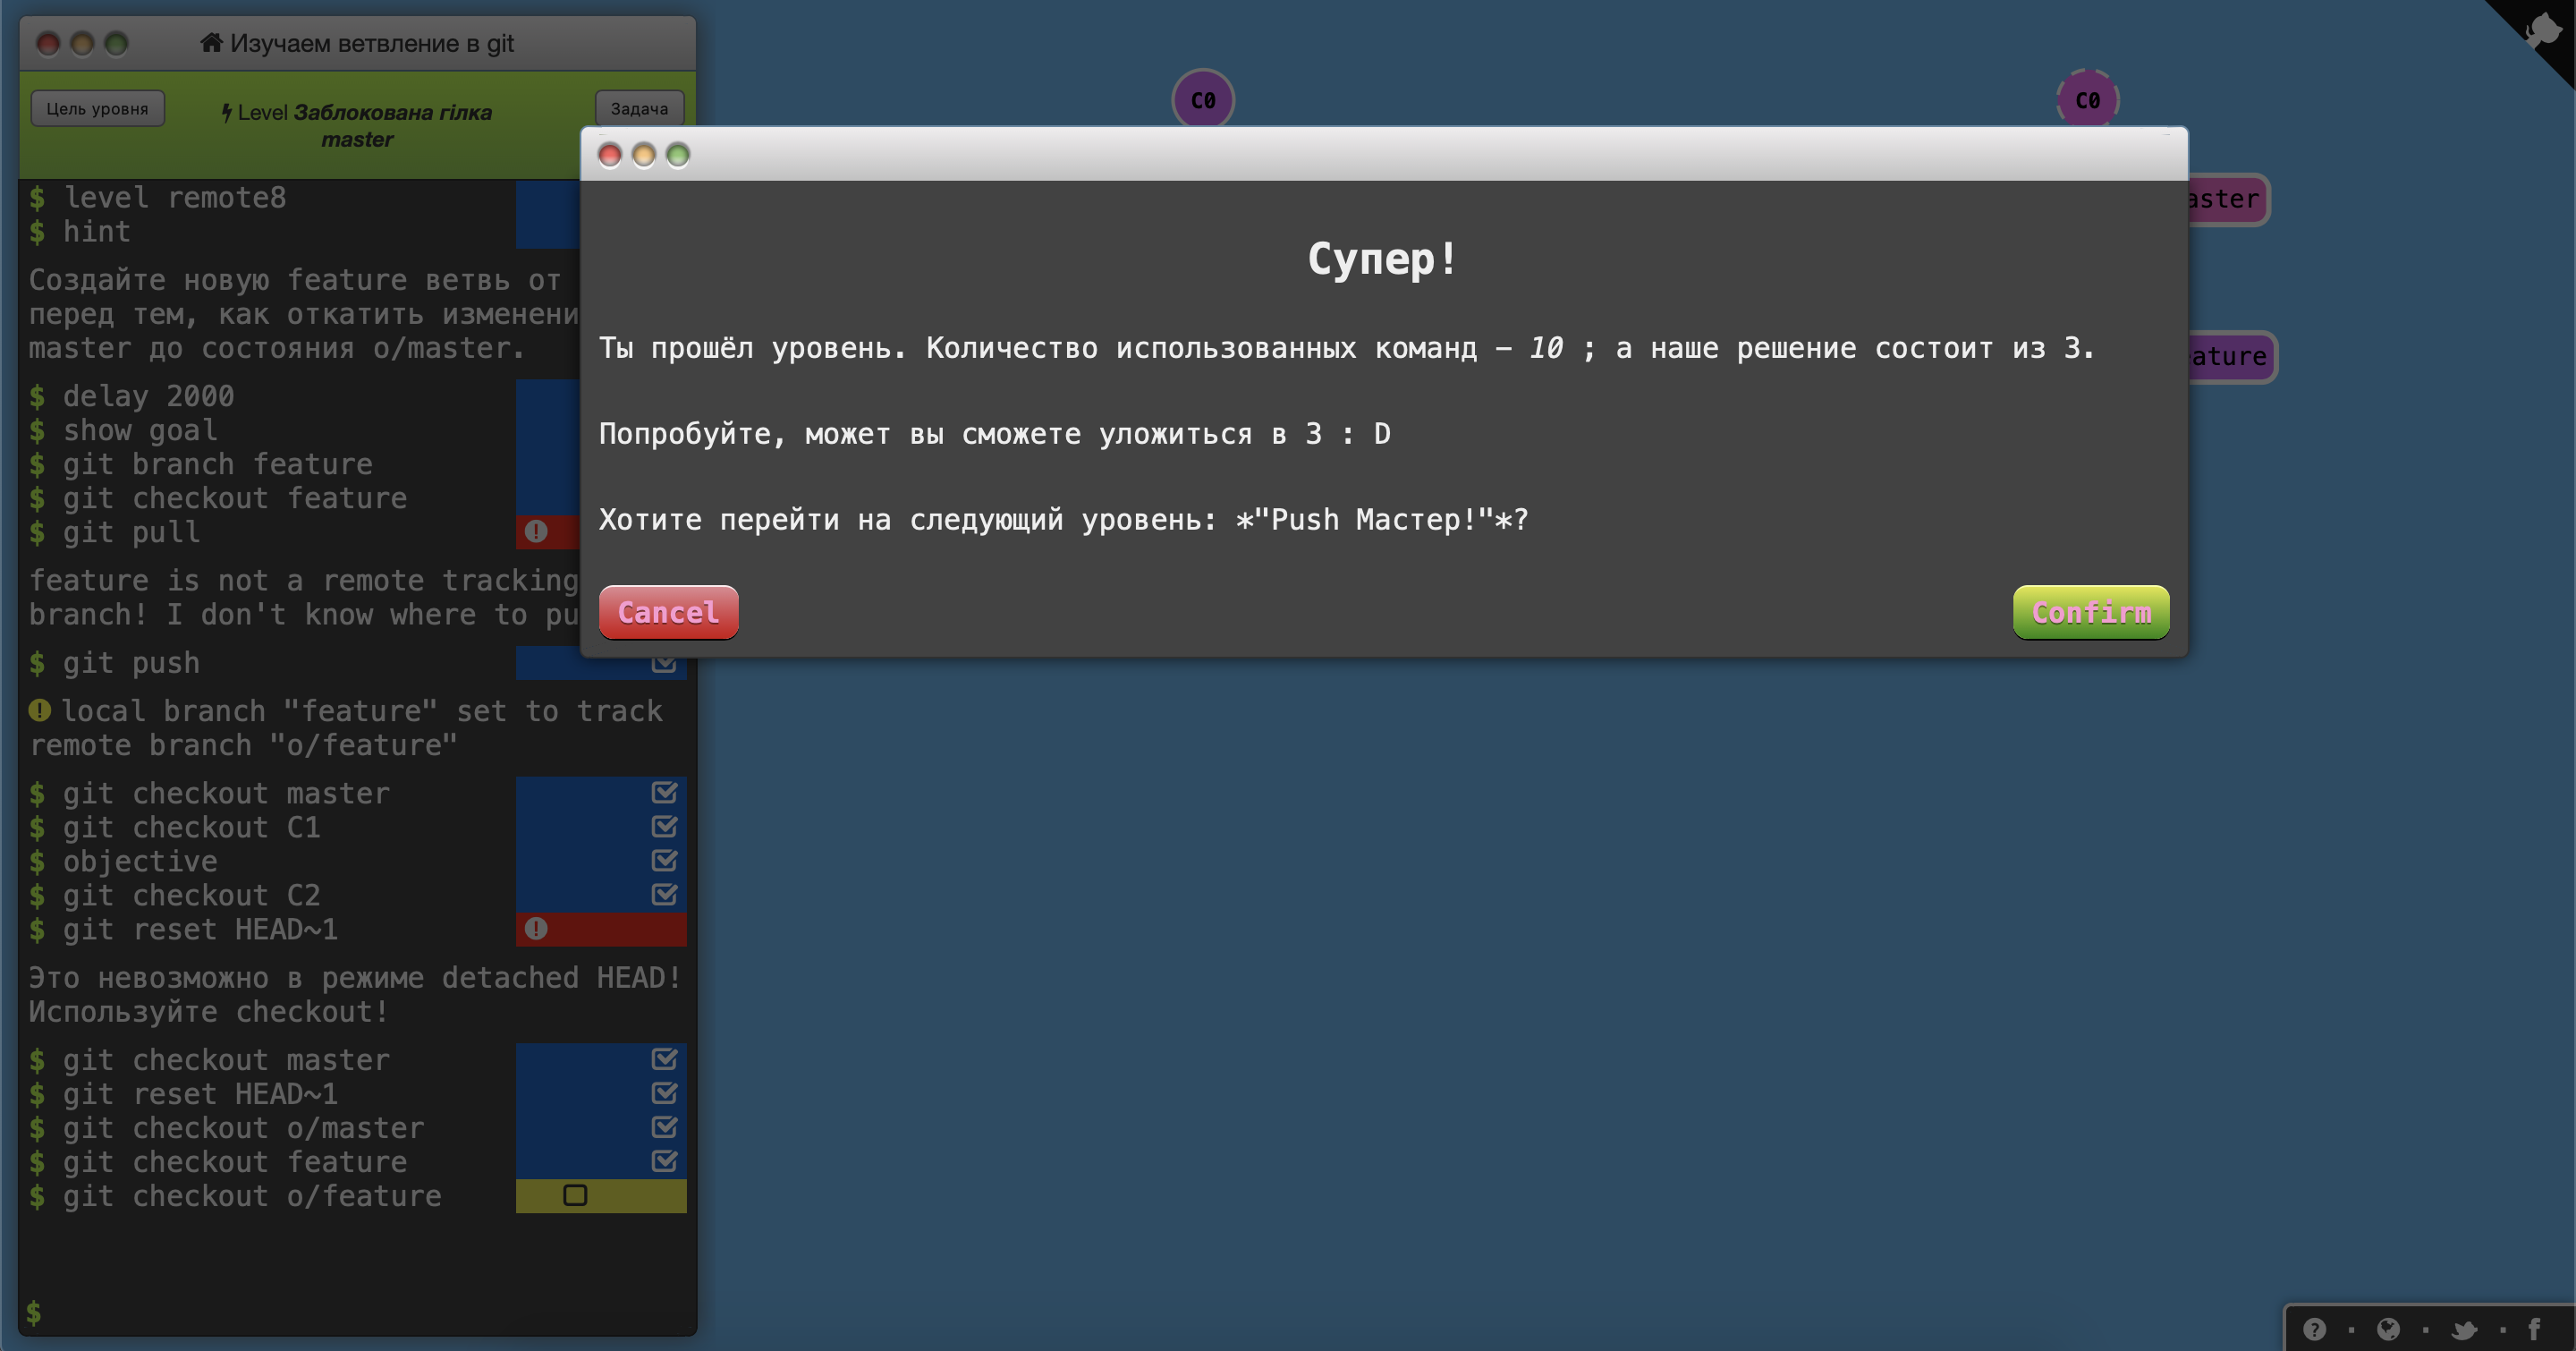 Изучаем ветвление в git
Цель уровня
Level Заблокована гілка
master
Задача
$ level remote8
$ hint
Создайте новую feature ветвь от
перед тем, как откатить
master до состояния o/master.
$ delay 2000
$ show goal
$ git branch feature
$ git checkout feature
$ git pull
feature is not a remote tracking
branch! I don't know where to
$ git push
local branch "feature" set to track
remote branch "o/feature"
$ git checkout master
$ git checkout C1
$ objective
$ git checkout C2
$ git reset HEAD~1
Это невозможно в режиме detached HEAD!
Используйте checkout!
$ git checkout master
$ git reset HEAD~1
$ git checkout o/master
$ git checkout feature
$ git checkout o/feature
$
C0
C0
Супер!
Ты прошёл уровень. Количество использованных команд — 10 ; а наше решение состоит из 3.
Попробуйте, может вы сможете уложиться в 3 : D
Хотите перейти на следующий уровень: *"Push Мастер!"*?
Cancel
Confirm